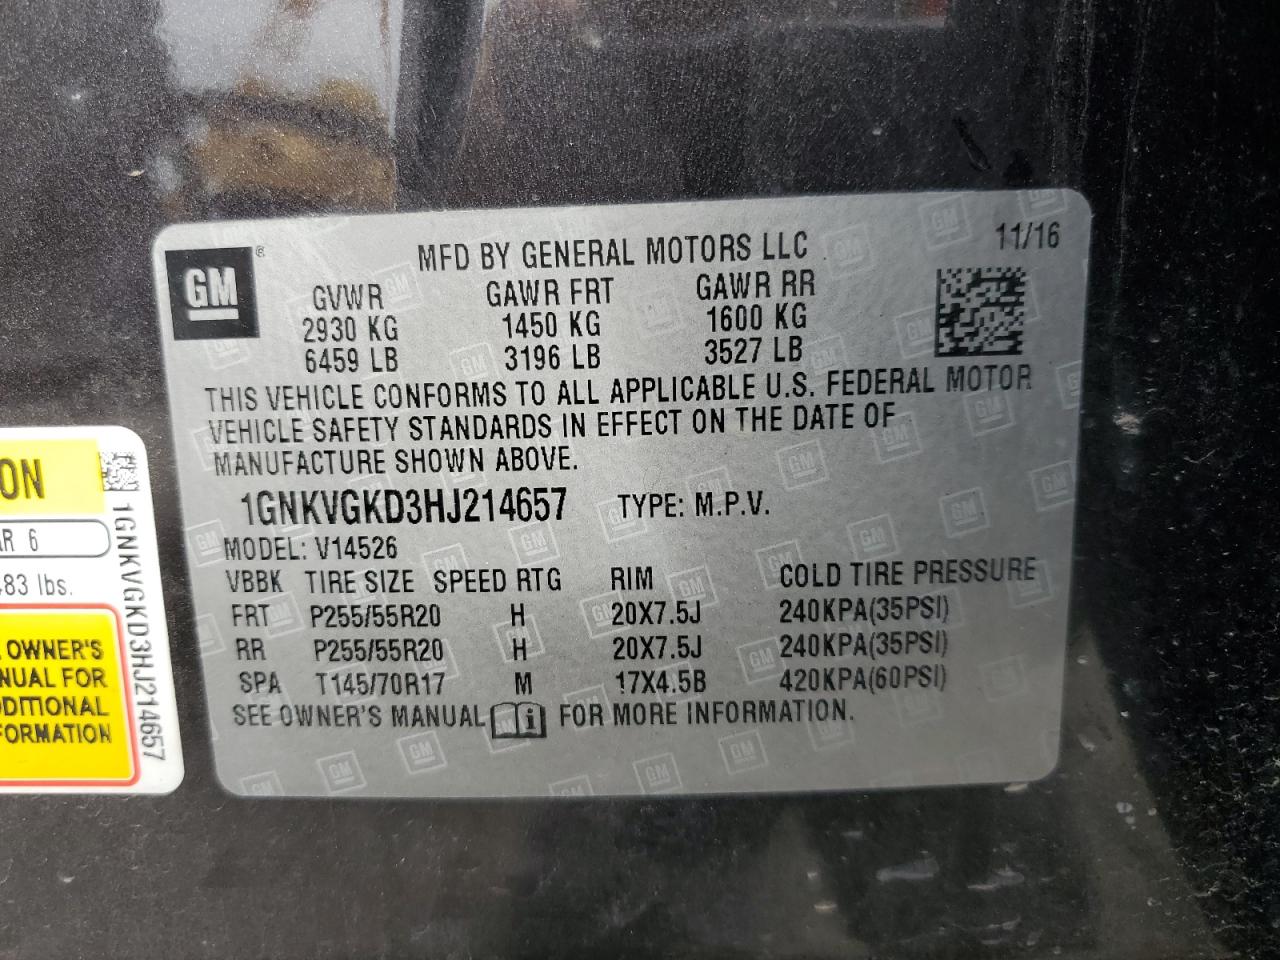 GM ®
MFD BY GENERAL MOTORS LLC
11/16
GVWR GAWR FRT GAWR RR
2930 KG 1450 KG 1600 KG
6459 LB 3196 LB 3527 LB
THIS VEHICLE CONFORMS TO ALL APPLICABLE U.S. FEDERAL MOTOR
VEHICLE SAFETY STANDARDS IN EFFECT ON THE DATE OF
MANUFACTURE SHOWN ABOVE.
1GNKVGKD3HJ214657 TYPE: M.P.V.
MODEL: V14526
VBBK TIRE SIZE SPEED RTG RIM COLD TIRE PRESSURE
FRT P255/55R20 H 20X7.5J 240KPA(35PSI)
RR P255/55R20 H 20X7.5J 240KPA(35PSI)
SPA T145/70R17 M 17X4.5B 420KPA(60PSI)
SEE OWNER'S MANUAL i FOR MORE INFORMATION.
ON
R 6
483 lbs.
OWNER'S
NUAL FOR
DDITIONAL
FORMATION
1GNKVGKD3HJ214657